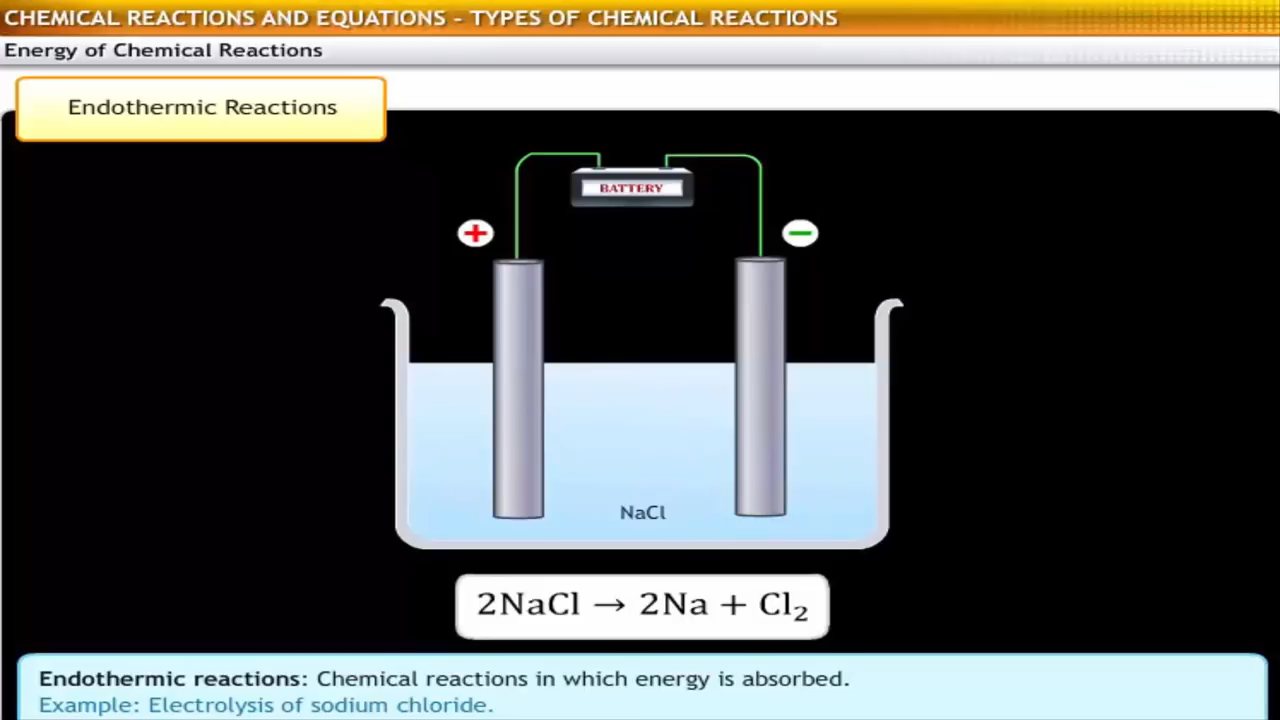 CHEMICAL REACTIONS AND EQUATIONS – TYPES OF CHEMICAL REACTIONS
Energy of Chemical Reactions
Endothermic Reactions
BATTERY
+ −
NaCl
2NaCl → 2Na + Cl₂
Endothermic reactions: Chemical reactions in which energy is absorbed.
Example: Electrolysis of sodium chloride.